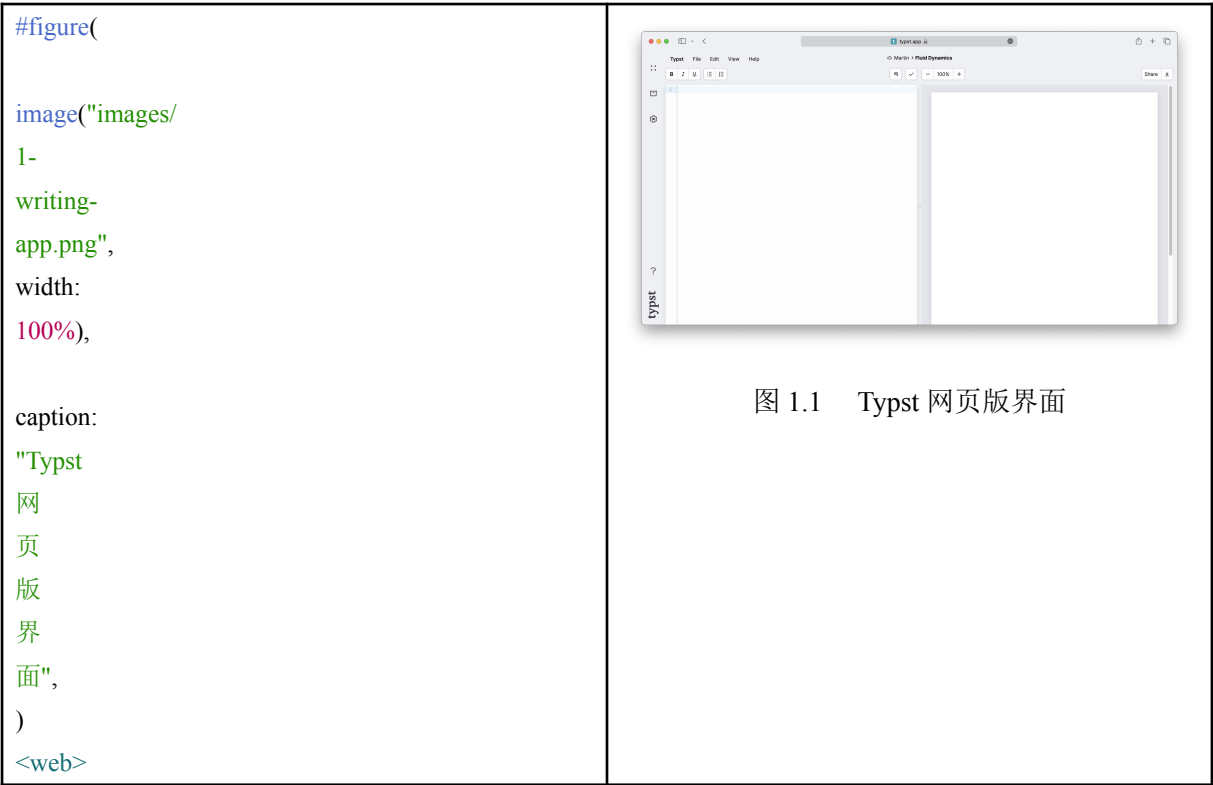 #figure(
image("images/
1-
writing-
app.png",
width:
100%),
caption:
"Typst
网
页
版
界
面",
)
<web>
typst.app
Typst File Edit View Help
Martin > Fluid Dynamics
B I U
100%
Share
1
?
typst
图 1.1 Typst 网页版界面